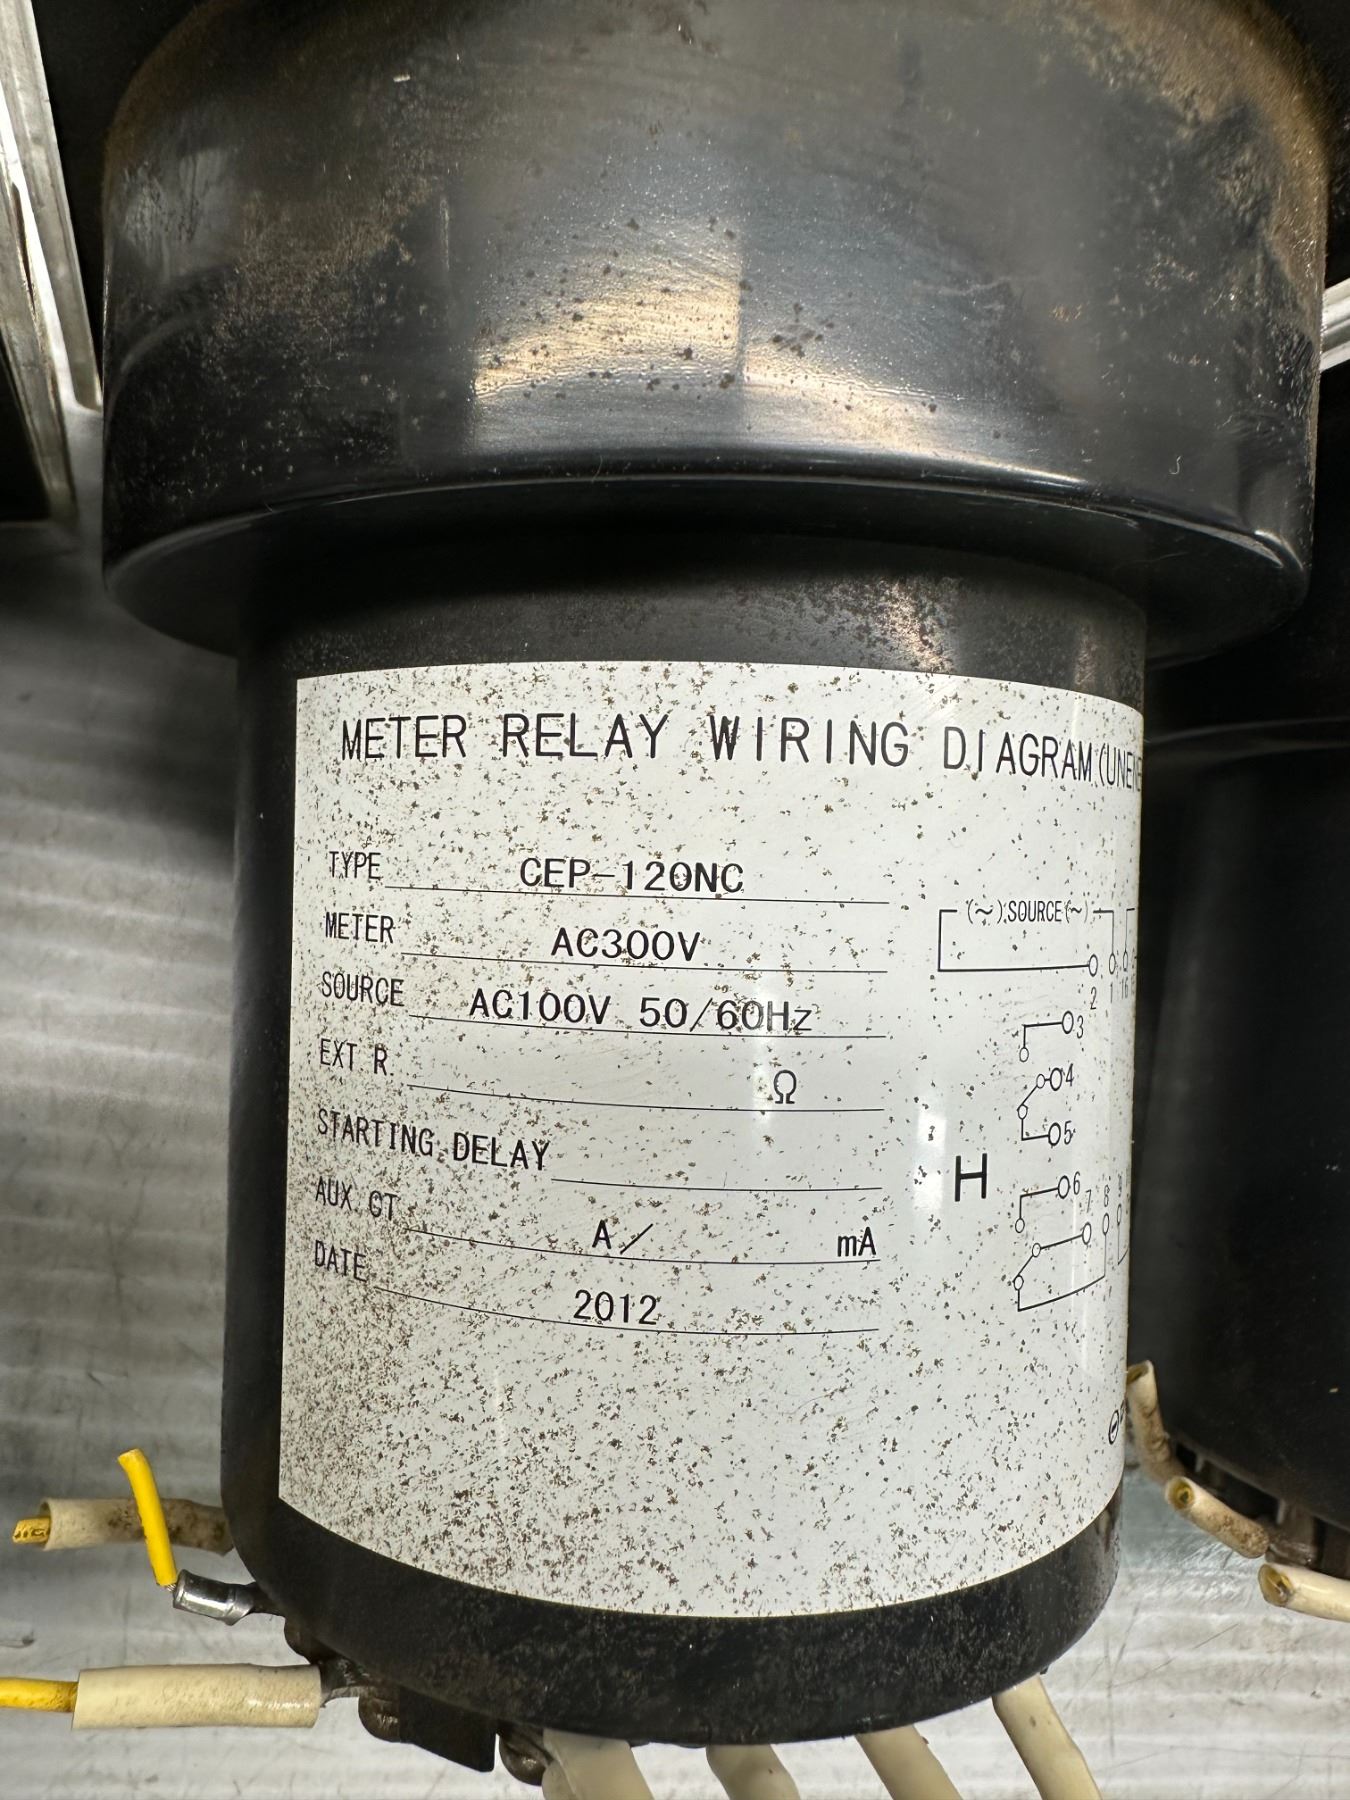 METER RELAY WIRING DIAGRAM (UNENE
TYPE CEP-120NC
METER AC300V
SOURCE AC100V 50/60Hz
EXT R. Ω
STARTING DELAY
AUX CT A/ mA
DATE 2012
(~) SOURCE (~)
2 1 16
3
4
5
H
6
7
8